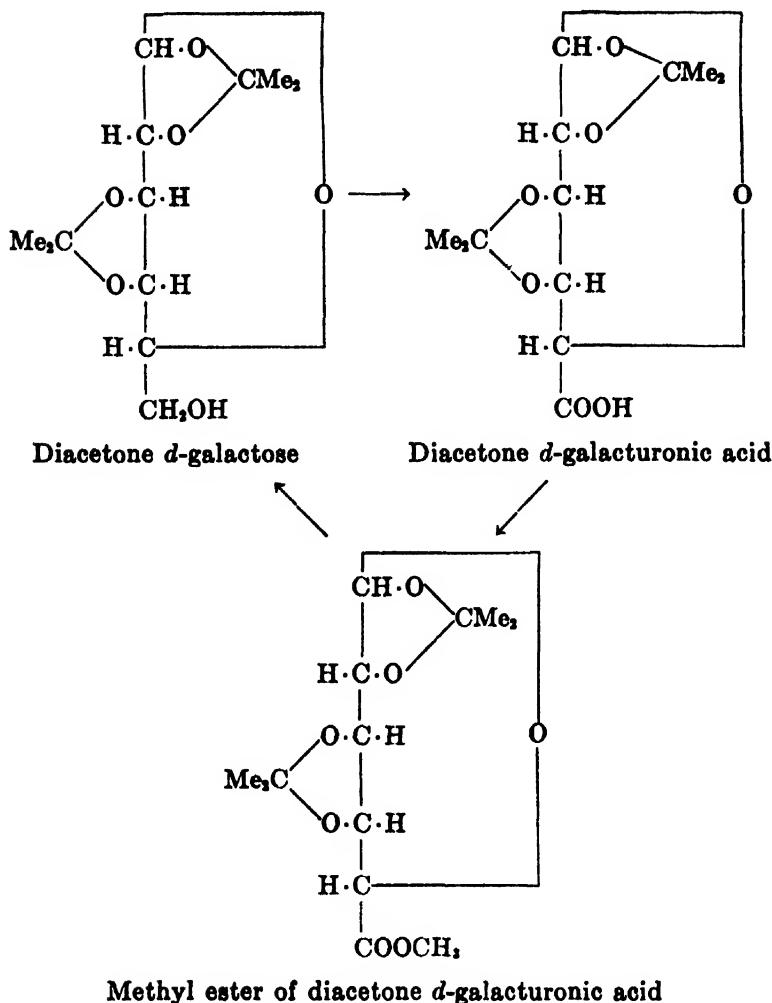 CH·O CH·O
CMe₂ CMe₂
H·C·O H·C·O
O·C·H O → O·C·H O
Me₂C Me₂C
O·C·H O·C·H
H·C H·C
CH₂OH COOH
Diacetone d-galactose Diacetone d-galacturonic acid
CH·O
CMe₂
H·C·O
O·C·H O
Me₂C
O·C·H
H·C
COOCH₃
Methyl ester of diacetone d-galacturonic acid